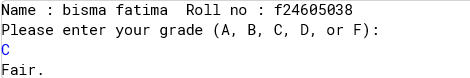 Name : bisma fatima  Roll no : f24605038
Please enter your grade (A, B, C, D, or F):
C
Fair.